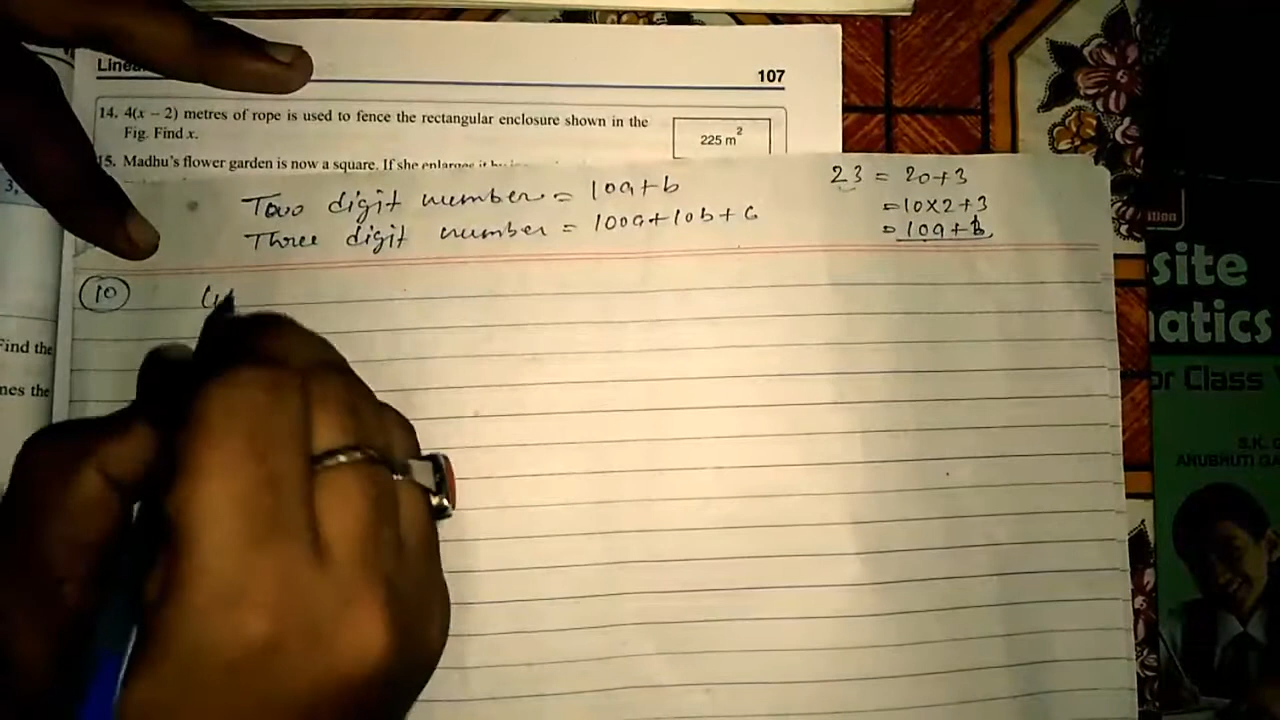 107
14. 4(x − 2) metres of rope is used to fence the rectangular enclosure shown in the
Fig. Find x.
225 m²
15. Madhu's flower garden is now a square. If she enlarges it
3,
Two digit number = 10a+b
Three digit number = 100a+10b+c
23 = 20+3
=10×2+3
=10a+b
10
Find the
nes the
ition
site
atics
or Class
S.K.
ANUBHUTI GA